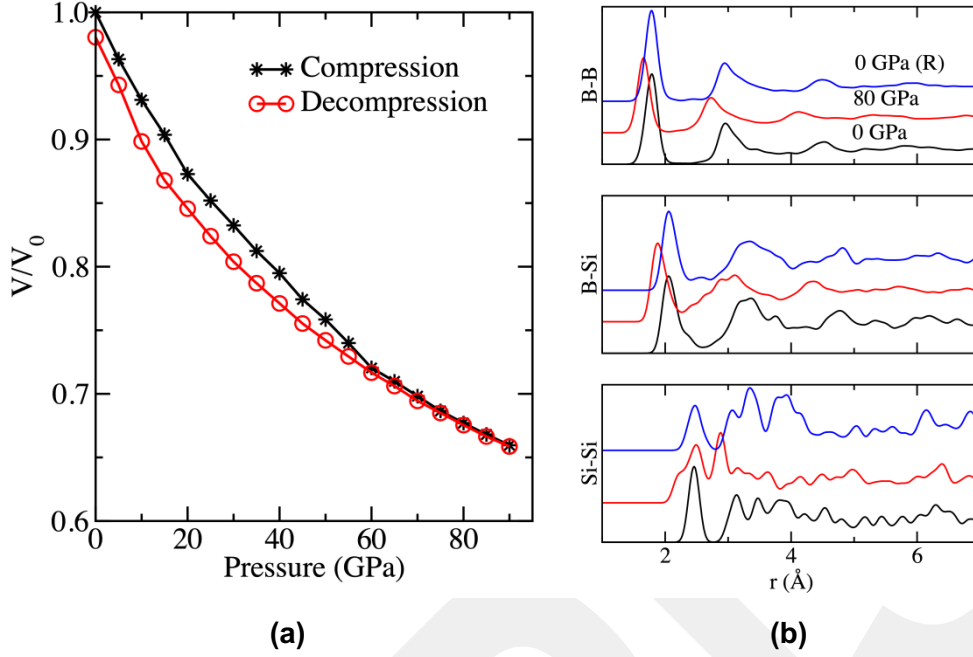 1.0
0.9
0.8
0.7
0.6
V/V0
Compression
Decompression
0 20 40 60 80
Pressure (GPa)
(a)
B-B
0 GPa (R)
80 GPa
0 GPa
B-Si
Si-Si
2 4 6
r (Å)
(b)